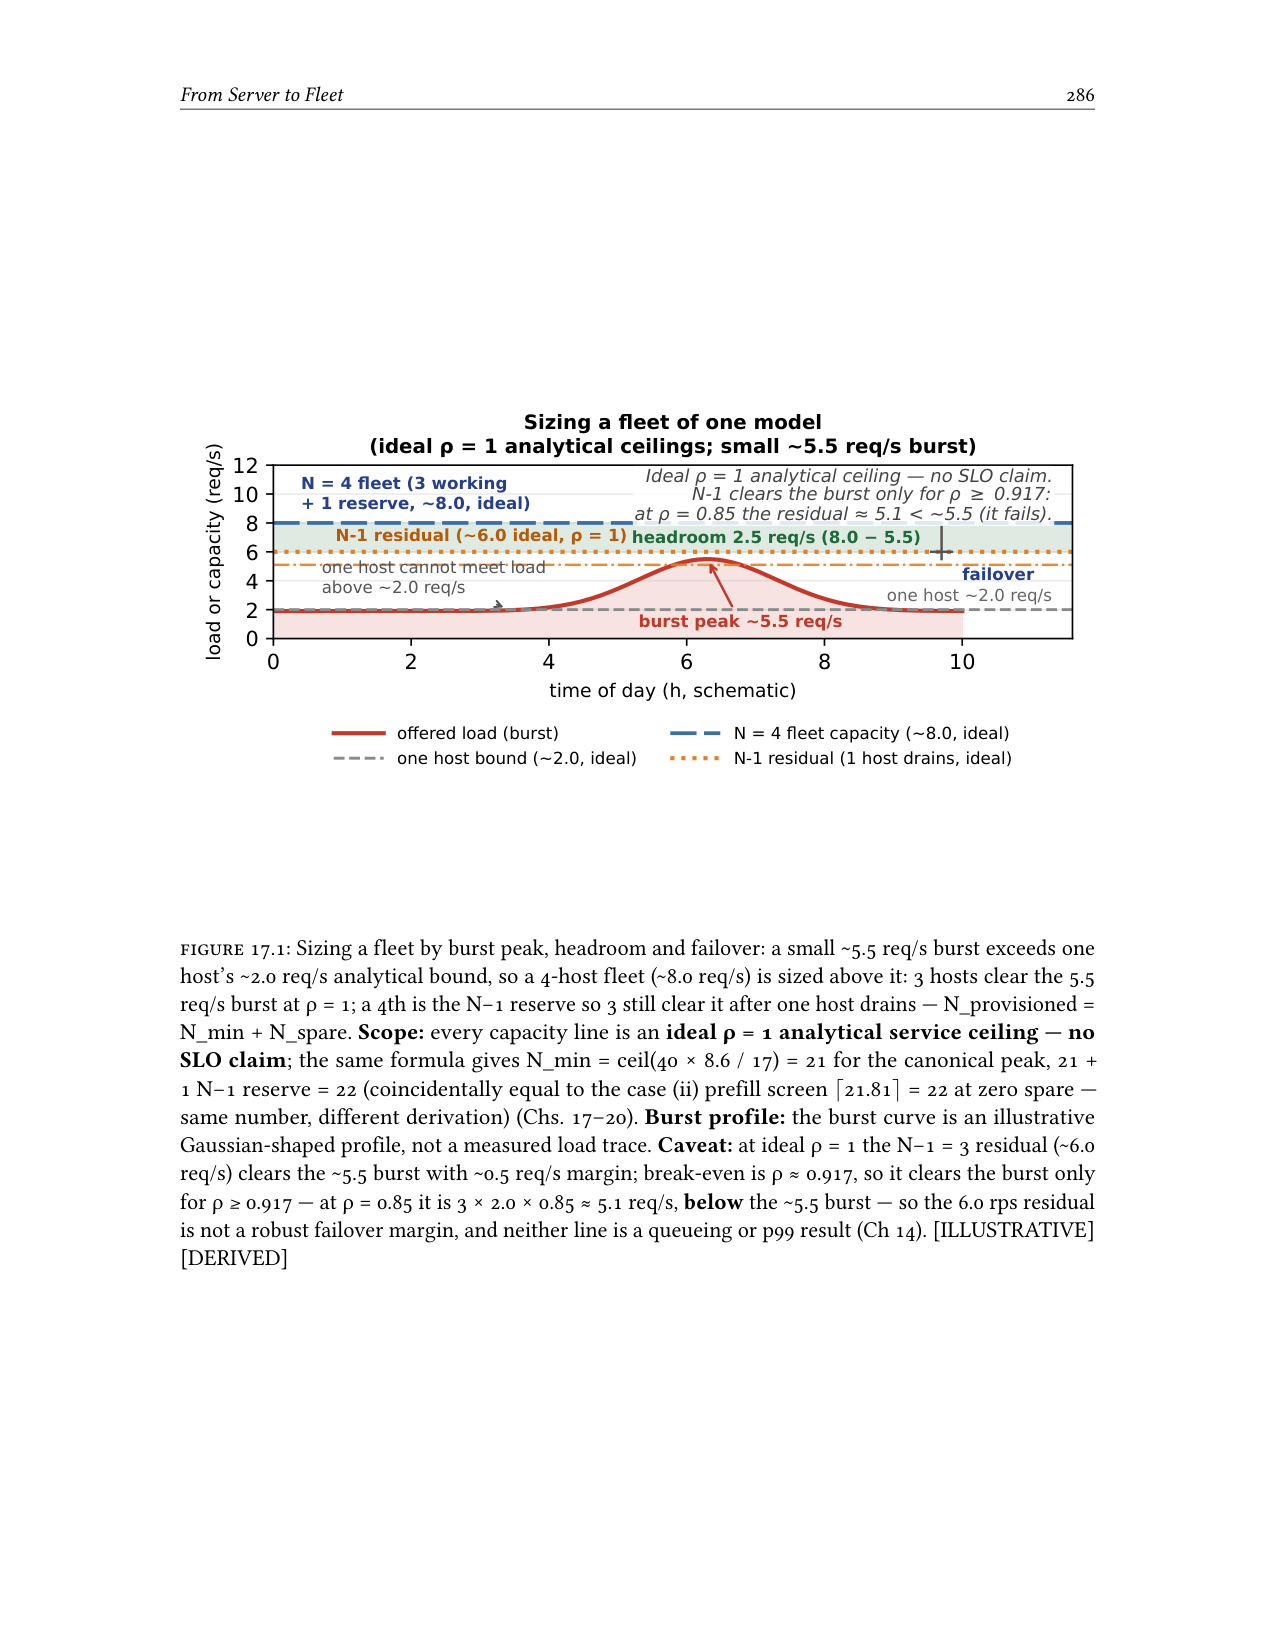 From Server to Fleet 286
Sizing a fleet of one model
(ideal ρ = 1 analytical ceilings; small ~5.5 req/s burst)
load or capacity (req/s)
12
10
8
6
4
2
0
N = 4 fleet (3 working
+ 1 reserve, ~8.0, ideal)
Ideal ρ = 1 analytical ceiling — no SLO claim.
N-1 clears the burst only for ρ ≥ 0.917:
at ρ = 0.85 the residual ≈ 5.1 < ~5.5 (it fails).
N-1 residual (~6.0 ideal, ρ = 1)
headroom 2.5 req/s (8.0 − 5.5)
one host cannot meet load
above ~2.0 req/s
failover
one host ~2.0 req/s
burst peak ~5.5 req/s
0 2 4 6 8 10
time of day (h, schematic)
offered load (burst)
one host bound (~2.0, ideal)
N = 4 fleet capacity (~8.0, ideal)
N-1 residual (1 host drains, ideal)
FIGURE 17.1: Sizing a fleet by burst peak, headroom and failover: a small ~5.5 req/s burst exceeds one
host’s ~2.0 req/s analytical bound, so a 4-host fleet (~8.0 req/s) is sized above it: 3 hosts clear the 5.5
req/s burst at ρ = 1; a 4th is the N−1 reserve so 3 still clear it after one host drains — N_provisioned =
N_min + N_spare. Scope: every capacity line is an ideal ρ = 1 analytical service ceiling — no
SLO claim; the same formula gives N_min = ceil(40 × 8.6 / 17) = 21 for the canonical peak, 21 +
1 N−1 reserve = 22 (coincidentally equal to the case (ii) prefill screen ⌈21.81⌉ = 22 at zero spare —
same number, different derivation) (Chs. 17–20). Burst profile: the burst curve is an illustrative
Gaussian-shaped profile, not a measured load trace. Caveat: at ideal ρ = 1 the N−1 = 3 residual (~6.0
req/s) clears the ~5.5 burst with ~0.5 req/s margin; break-even is ρ ≈ 0.917, so it clears the burst only
for ρ ≥ 0.917 — at ρ = 0.85 it is 3 × 2.0 × 0.85 ≈ 5.1 req/s, below the ~5.5 burst — so the 6.0 rps residual
is not a robust failover margin, and neither line is a queueing or p99 result (Ch 14). [ILLUSTRATIVE]
[DERIVED]